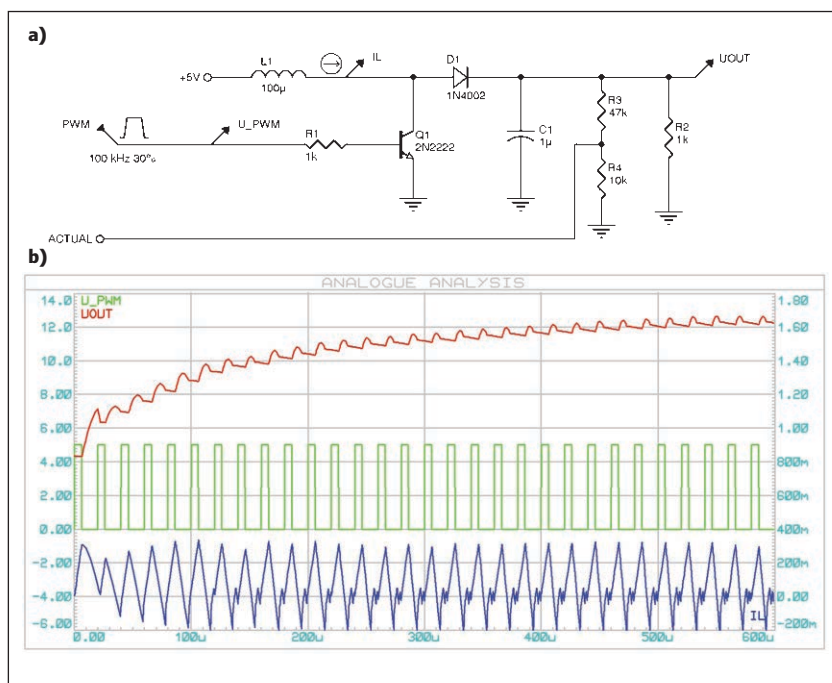 a)
L1
IL
D1
UOUT
+5V
100µ
1N4002
R3
47k
PWM
U_PWM
R1
Q1
2N2222
C1
1µ
R2
1k
1k
100 kHz 30%
R4
10k
ACTUAL
b)
ANALOGUE ANALYSIS
14.0 U_PWM 1.80
UOUT
12.0 1.60
10.0 1.40
8.00 1.20
6.00 1.00
4.00 800m
2.00 600m
0.00 400m
-2.00 200m
-4.00 0.00
-6.00 IL -200m
0.00 100u 200u 300u 400u 500u 600u